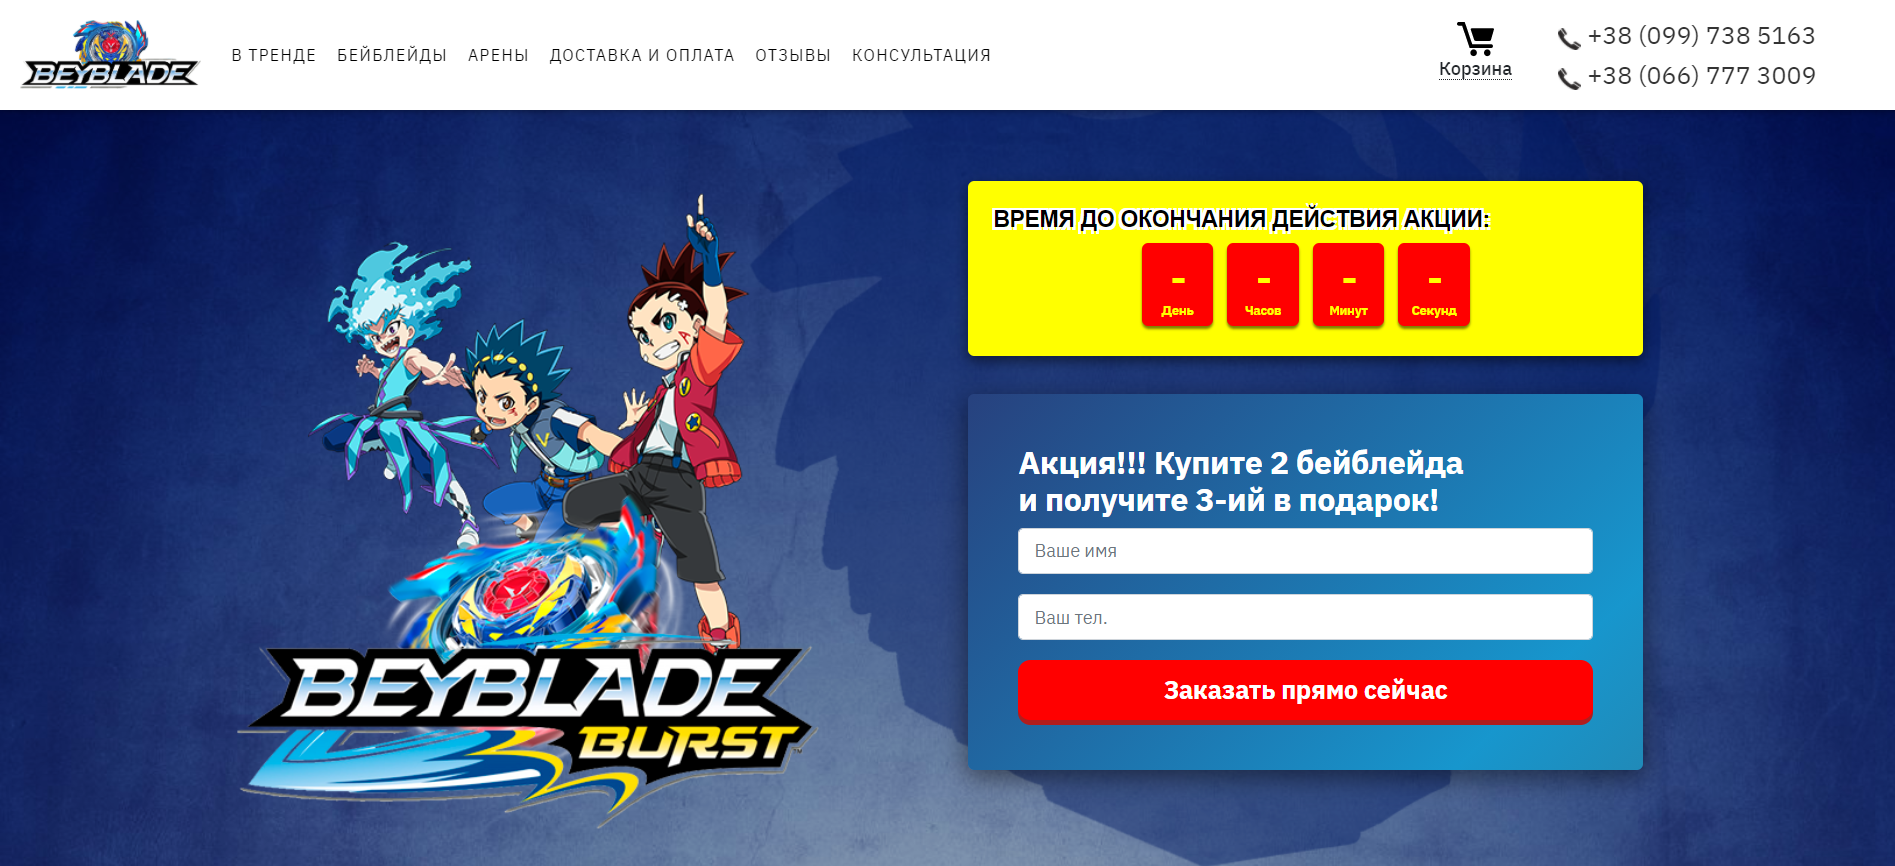 BEYBLADE
В ТРЕНДЕ БЕЙБЛЕЙДЫ АРЕНЫ ДОСТАВКА И ОПЛАТА ОТЗЫВЫ КОНСУЛЬТАЦИЯ
Корзина
+38 (099) 738 5163
+38 (066) 777 3009
ВРЕМЯ ДО ОКОНЧАНИЯ ДЕЙСТВИЯ АКЦИИ:
- - - -
День Часов Минут Секунд
Акция!!! Купите 2 бейблейда
и получите 3-ий в подарок!
Ваше имя
Ваш тел.
Заказать прямо сейчас
BEYBLADE
BURST™